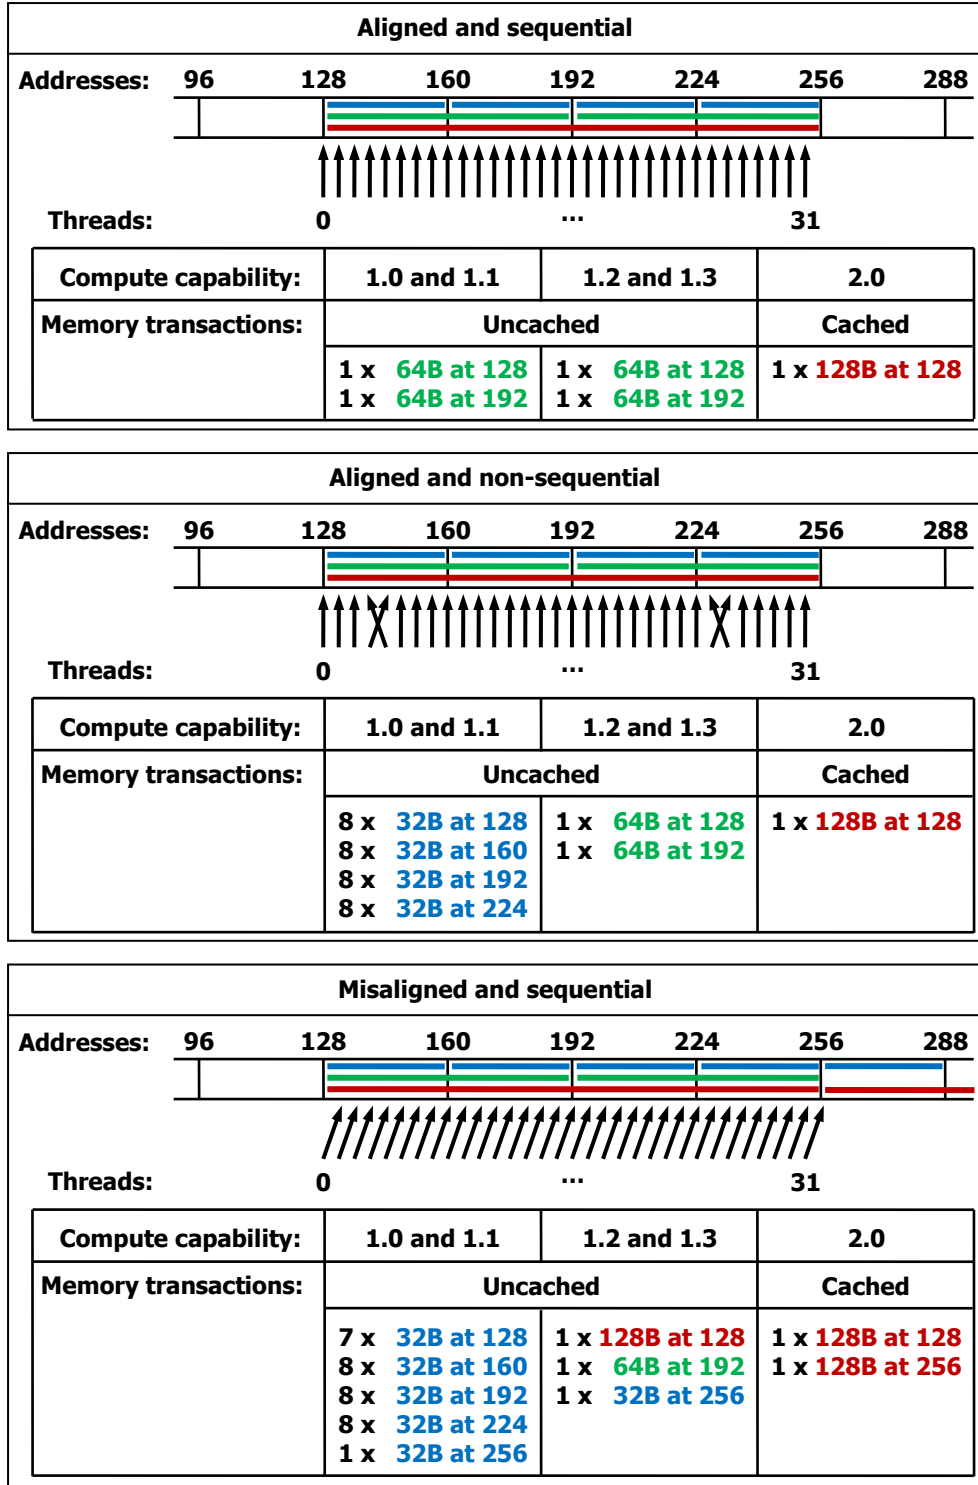 Aligned and sequential
Addresses: 96 128 160 192 224 256 288
Threads: 0 ... 31
Compute capability: 1.0 and 1.1 1.2 and 1.3 2.0
Memory transactions: Uncached Cached
1 x 64B at 128 1 x 64B at 128 1 x 128B at 128
1 x 64B at 192 1 x 64B at 192
Aligned and non-sequential
Addresses: 96 128 160 192 224 256 288
Threads: 0 ... 31
Compute capability: 1.0 and 1.1 1.2 and 1.3 2.0
Memory transactions: Uncached Cached
8 x 32B at 128 1 x 64B at 128 1 x 128B at 128
8 x 32B at 160 1 x 64B at 192
8 x 32B at 192
8 x 32B at 224
Misaligned and sequential
Addresses: 96 128 160 192 224 256 288
Threads: 0 ... 31
Compute capability: 1.0 and 1.1 1.2 and 1.3 2.0
Memory transactions: Uncached Cached
7 x 32B at 128 1 x 128B at 128 1 x 128B at 128
8 x 32B at 160 1 x 64B at 192 1 x 128B at 256
8 x 32B at 192 1 x 32B at 256
8 x 32B at 224
1 x 32B at 256